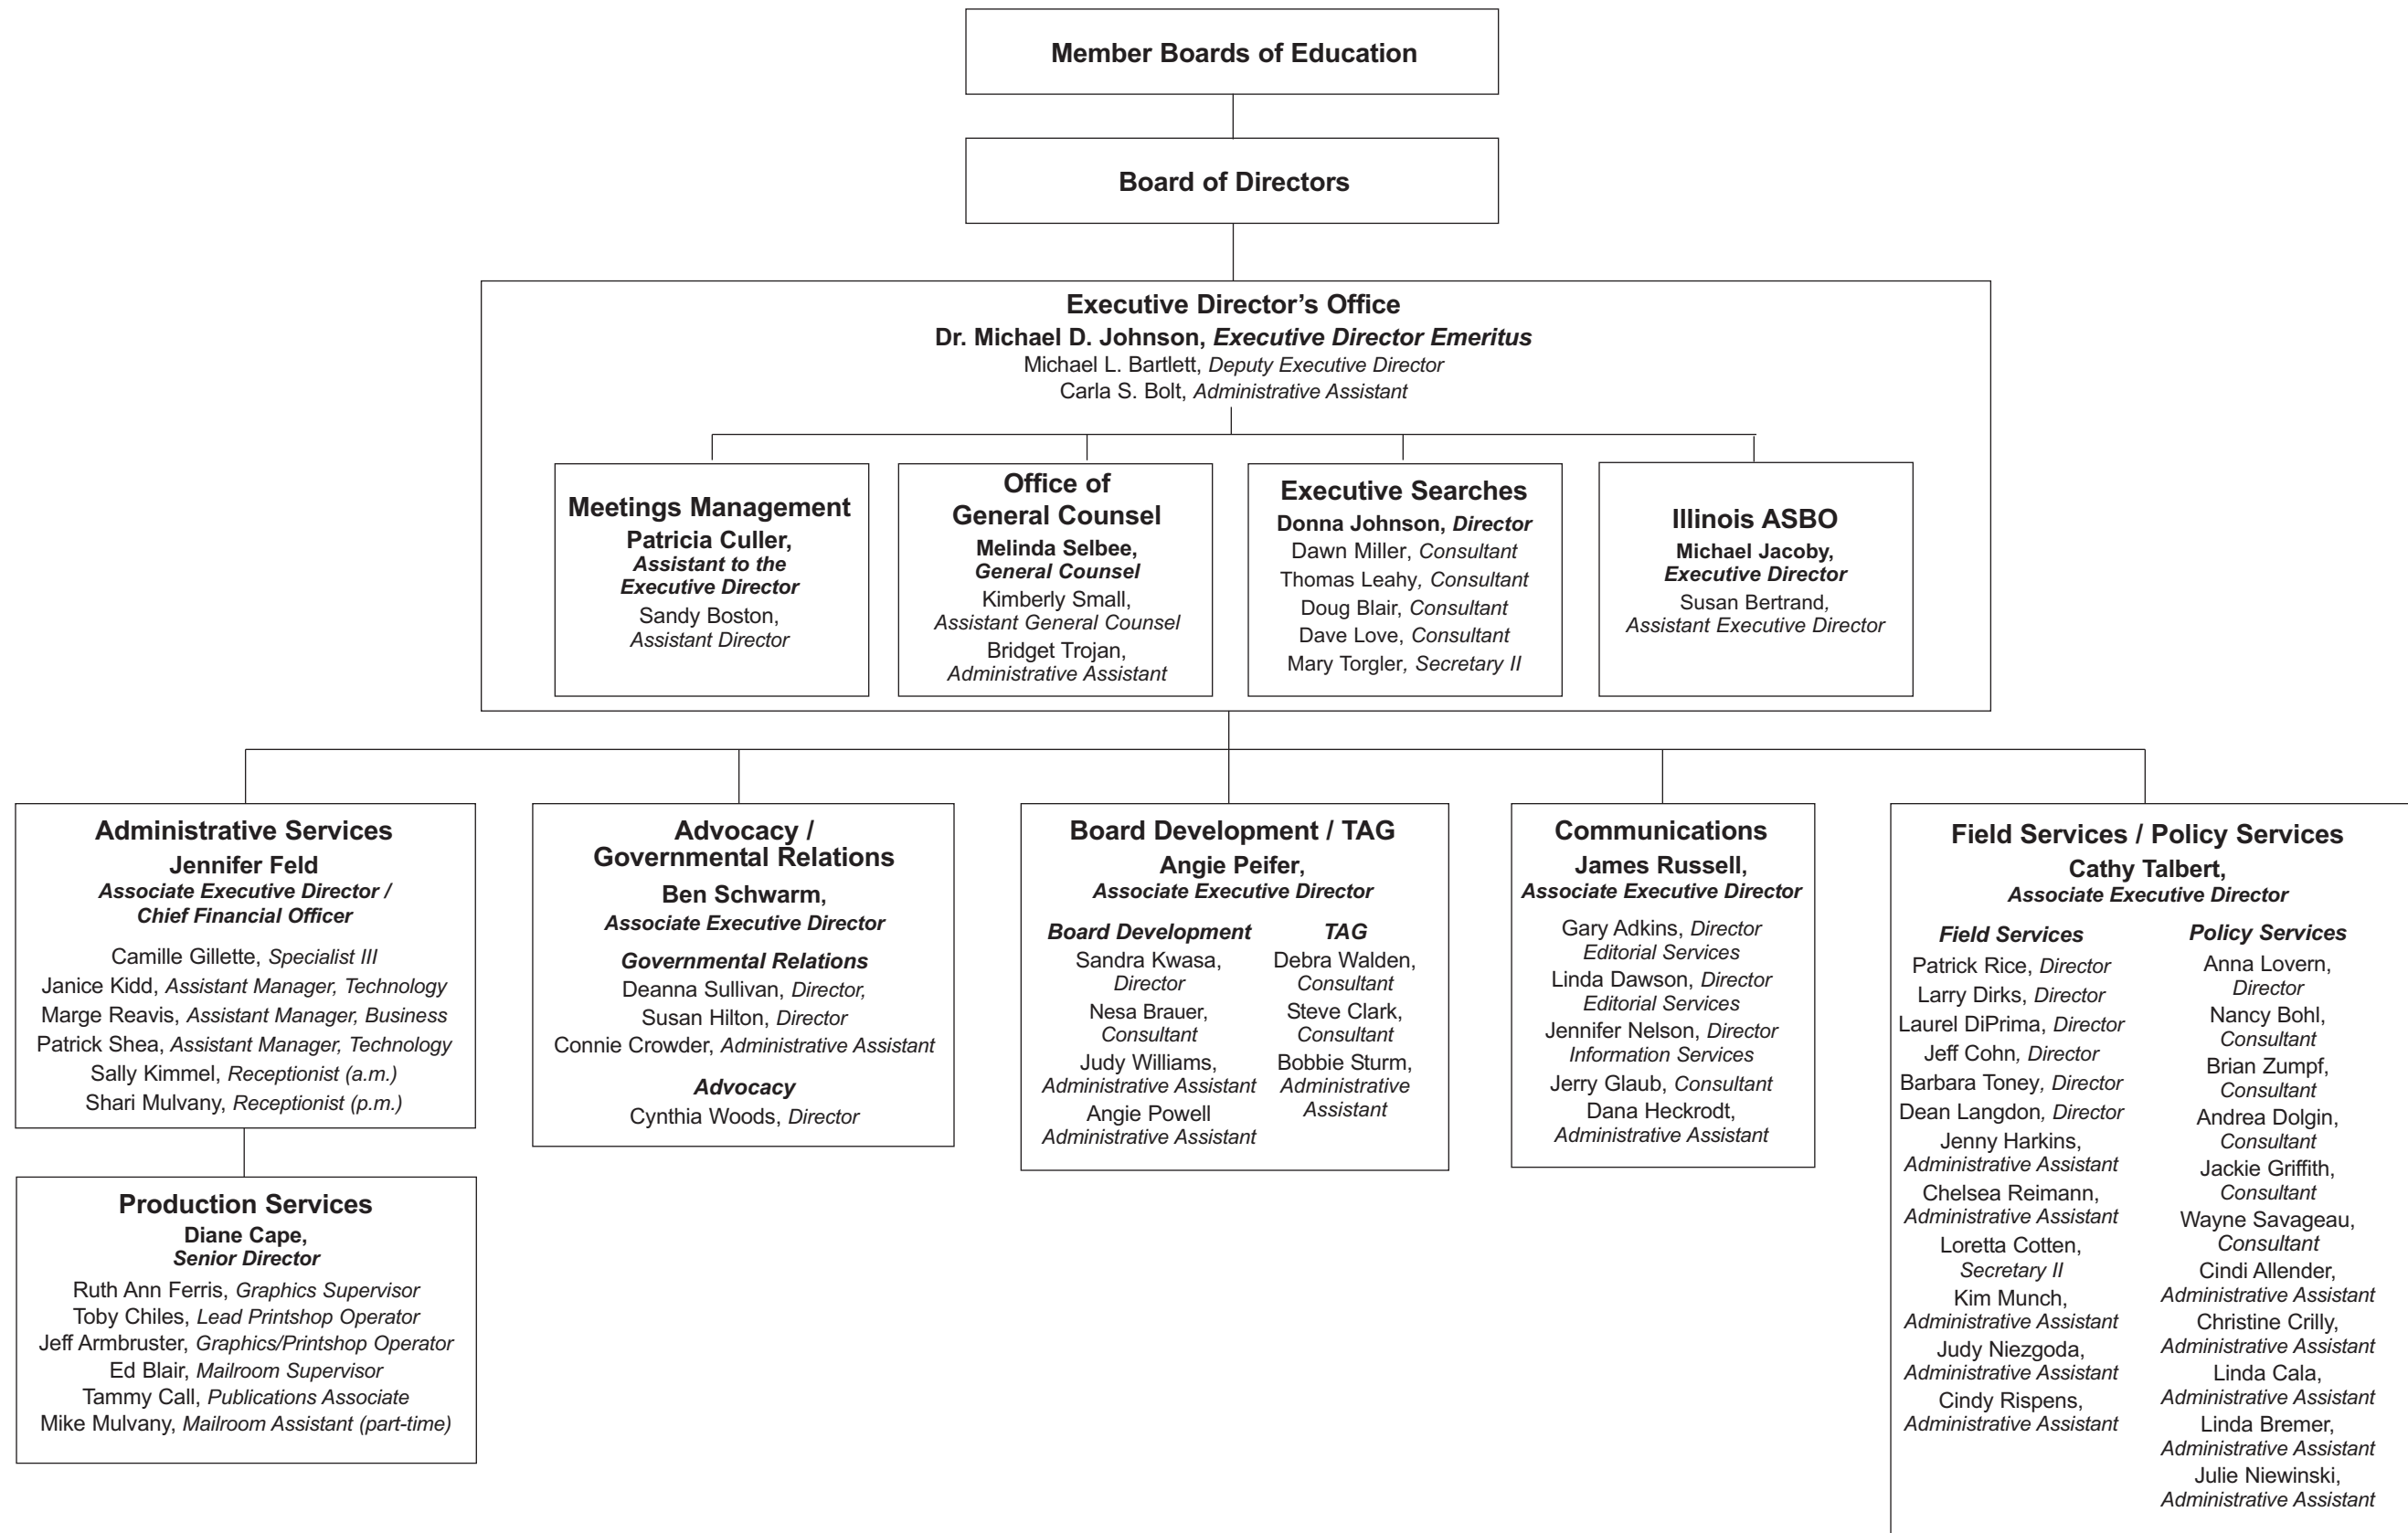 Member Boards of Education
Board of Directors
Executive Director’s Office
Dr. Michael D. Johnson, Executive Director Emeritus
Michael L. Bartlett, Deputy Executive Director
Carla S. Bolt, Administrative Assistant
Meetings Management
Patricia Culler,
Assistant to the
Executive Director
Sandy Boston,
Assistant Director
Office of
General Counsel
Melinda Selbee,
General Counsel
Kimberly Small,
Assistant General Counsel
Bridget Trojan,
Administrative Assistant
Executive Searches
Donna Johnson, Director
Dawn Miller, Consultant
Thomas Leahy, Consultant
Doug Blair, Consultant
Dave Love, Consultant
Mary Torgler, Secretary II
Illinois ASBO
Michael Jacoby,
Executive Director
Susan Bertrand,
Assistant Executive Director
Administrative Services
Jennifer Feld
Associate Executive Director /
Chief Financial Officer
Camille Gillette, Specialist III
Janice Kidd, Assistant Manager, Technology
Marge Reavis, Assistant Manager, Business
Patrick Shea, Assistant Manager, Technology
Sally Kimmel, Receptionist (a.m.)
Shari Mulvany, Receptionist (p.m.)
Production Services
Diane Cape,
Senior Director
Ruth Ann Ferris, Graphics Supervisor
Toby Chiles, Lead Printshop Operator
Jeff Armbruster, Graphics/Printshop Operator
Ed Blair, Mailroom Supervisor
Tammy Call, Publications Associate
Mike Mulvany, Mailroom Assistant (part-time)
Advocacy /
Governmental Relations
Ben Schwarm,
Associate Executive Director
Governmental Relations
Deanna Sullivan, Director,
Susan Hilton, Director
Connie Crowder, Administrative Assistant
Advocacy
Cynthia Woods, Director
Board Development / TAG
Angie Peifer,
Associate Executive Director
Board Development
Sandra Kwasa,
Director
Nesa Brauer,
Consultant
Judy Williams,
Administrative Assistant
Angie Powell
Administrative Assistant
TAG
Debra Walden,
Consultant
Steve Clark,
Consultant
Bobbie Sturm,
Administrative
Assistant
Communications
James Russell,
Associate Executive Director
Gary Adkins, Director
Editorial Services
Linda Dawson, Director
Editorial Services
Jennifer Nelson, Director
Information Services
Jerry Glaub, Consultant
Dana Heckrodt,
Administrative Assistant
Field Services / Policy Services
Cathy Talbert,
Associate Executive Director
Field Services
Patrick Rice, Director
Larry Dirks, Director
Laurel DiPrima, Director
Jeff Cohn, Director
Barbara Toney, Director
Dean Langdon, Director
Jenny Harkins,
Administrative Assistant
Chelsea Reimann,
Administrative Assistant
Loretta Cotten,
Secretary II
Kim Munch,
Administrative Assistant
Judy Niezgoda,
Administrative Assistant
Cindy Rispens,
Administrative Assistant
Policy Services
Anna Lovern,
Director
Nancy Bohl,
Consultant
Brian Zumpf,
Consultant
Andrea Dolgin,
Consultant
Jackie Griffith,
Consultant
Wayne Savageau,
Consultant
Cindi Allender,
Administrative Assistant
Christine Crilly,
Administrative Assistant
Linda Cala,
Administrative Assistant
Linda Bremer,
Administrative Assistant
Julie Niewinski,
Administrative Assistant